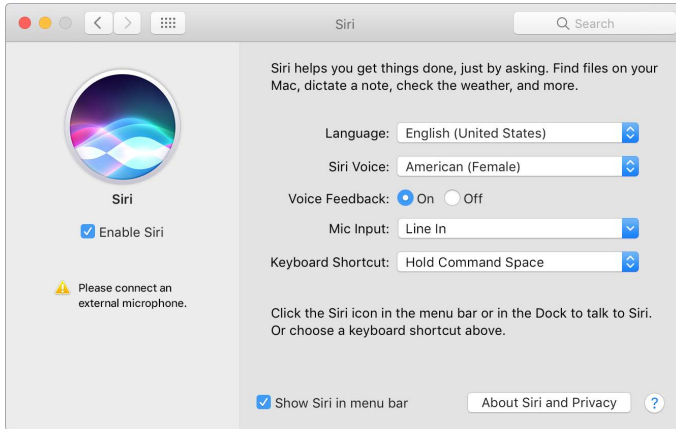 Siri
Search
Siri helps you get things done, just by asking. Find files on your
Mac, dictate a note, check the weather, and more.
Language: English (United States)
Siri Voice: American (Female)
Voice Feedback: On Off
Mic Input: Line In
Keyboard Shortcut: Hold Command Space
Click the Siri icon in the menu bar or in the Dock to talk to Siri.
Or choose a keyboard shortcut above.
Siri
Enable Siri
Please connect an
external microphone.
Show Siri in menu bar
About Siri and Privacy ?